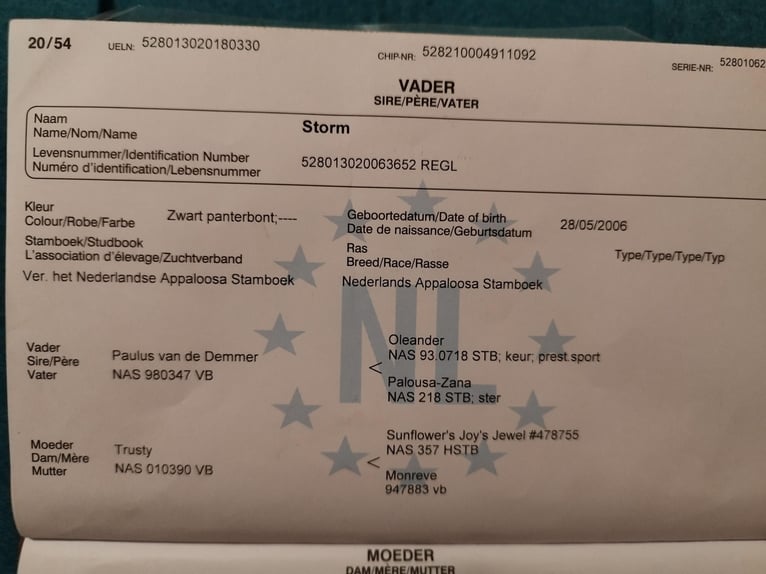 20/54 UELN: 528013020180330 CHIP-NR: 528210004911092 SERIE-NR: 52801062
VADER
SIRE/PÈRE/VATER
Naam
Name/Nom/Name Storm
Levensnummer/Identification Number
Numéro d'identification/Lebensnummer 528013020063652 REGL
Kleur
Colour/Robe/Farbe Zwart panterbont;----
Geboortedatum/Date of birth
Date de naissance/Geburtsdatum 28/05/2006
Stamboek/Studbook
L'association d'élevage/Zuchtverband
Ver. het Nederlandse Appaloosa Stamboek
Ras
Breed/Race/Rasse Type/Type/Type/Typ
Nederlands Appaloosa Stamboek
NL
Vader
Sire/Père
Vater
Paulus van de Demmer
NAS 980347 VB
<
Oleander
NAS 93.0718 STB; keur; prest.sport
Palousa-Zana
NAS 218 STB; ster
Moeder
Dam/Mère
Mutter
Trusty
NAS 010390 VB
<
Sunflower's Joy's Jewel #478755
NAS 357 HSTB
Monreve
947883 vb
MOEDER
DAM/MÈRE/MUTTER